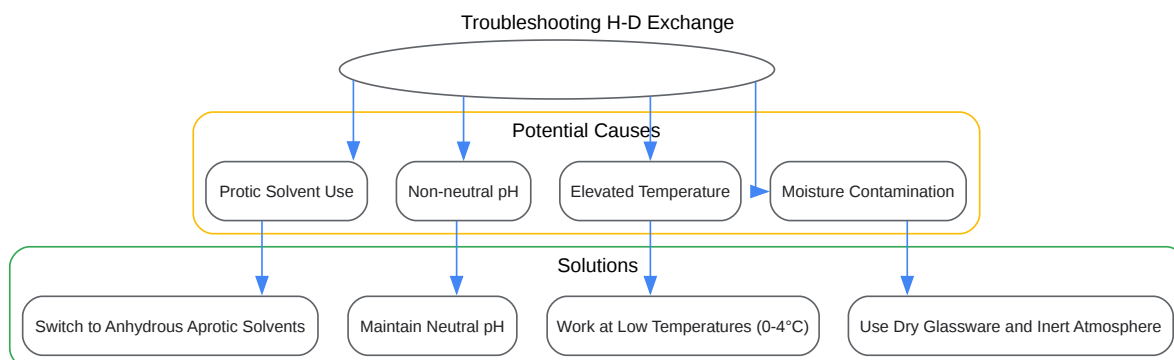 Troubleshooting H-D Exchange
Potential Causes
Protic Solvent Use
Non-neutral pH
Elevated Temperature
Moisture Contamination
Solutions
Switch to Anhydrous Aprotic Solvents
Maintain Neutral pH
Work at Low Temperatures (0-4°C)
Use Dry Glassware and Inert Atmosphere